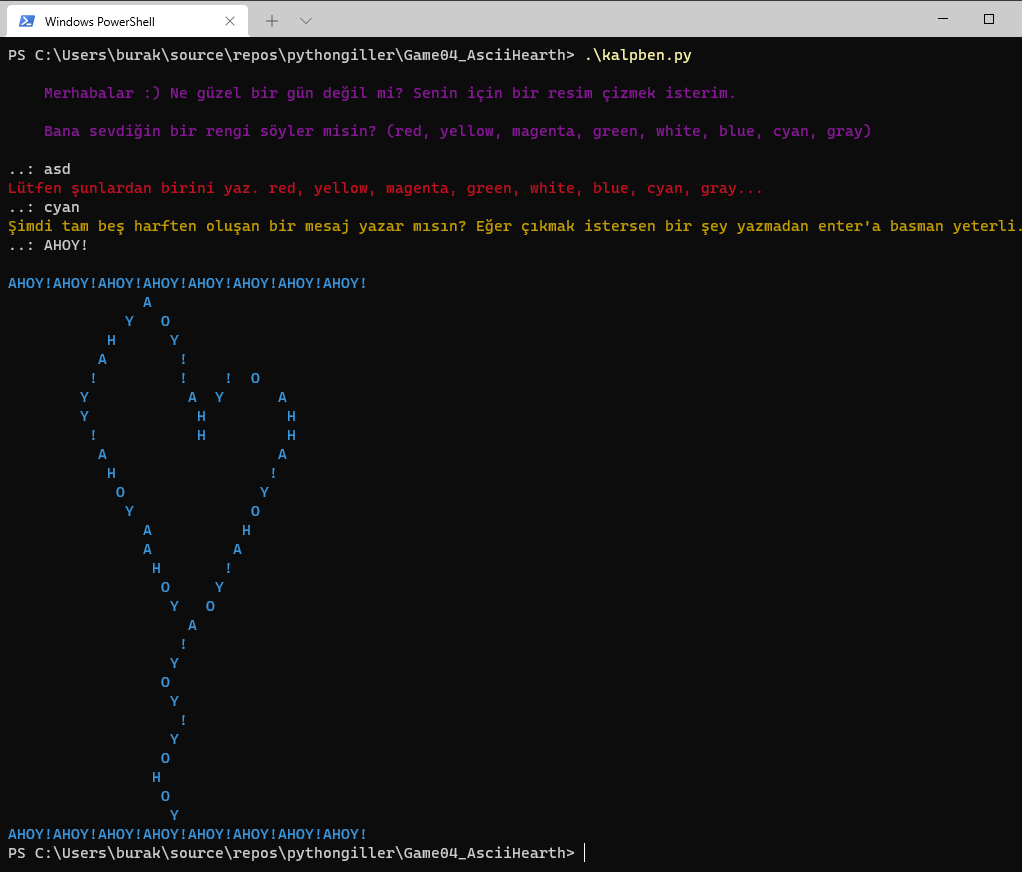 Windows PowerShell
PS C:\Users\burak\source\repos\pythongiller\Game04_AsciiHearth> .\kalpben.py
Merhabalar :) Ne güzel bir gün değil mi? Senin için bir resim çizmek isterim.
Bana sevdiğin bir rengi söyler misin? (red, yellow, magenta, green, white, blue, cyan, gray)
..: asd
Lütfen şunlardan birini yaz. red, yellow, magenta, green, white, blue, cyan, gray...
..: cyan
Şimdi tam beş harften oluşan bir mesaj yazar mısın? Eğer çıkmak istersen bir şey yazmadan enter'a basman yeterli.
..: AHOY!
AHOY!AHOY!AHOY!AHOY!AHOY!AHOY!AHOY!AHOY!
A
Y O
H Y
A !
! ! ! O
Y A Y A
Y H H
! H H
A A
H !
O Y
Y O
A H
A A
H !
O Y
Y O
A
!
Y
O
Y
!
Y
O
H
O
Y
AHOY!AHOY!AHOY!AHOY!AHOY!AHOY!AHOY!AHOY!
PS C:\Users\burak\source\repos\pythongiller\Game04_AsciiHearth>